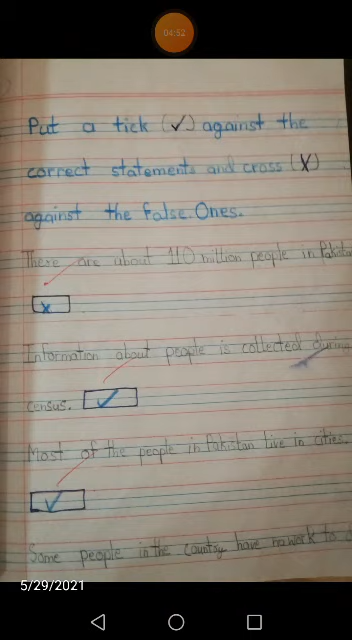 04:52
Put a tick (✓) against the
correct statements and cross (X)
against the false. Ones.
There are about 110 million people in Pakistan
x
Information about people is collected during
census. ✓
Most of the people in Pakistan live in cities.
✓
Some people in the country have no work to
5/29/2021